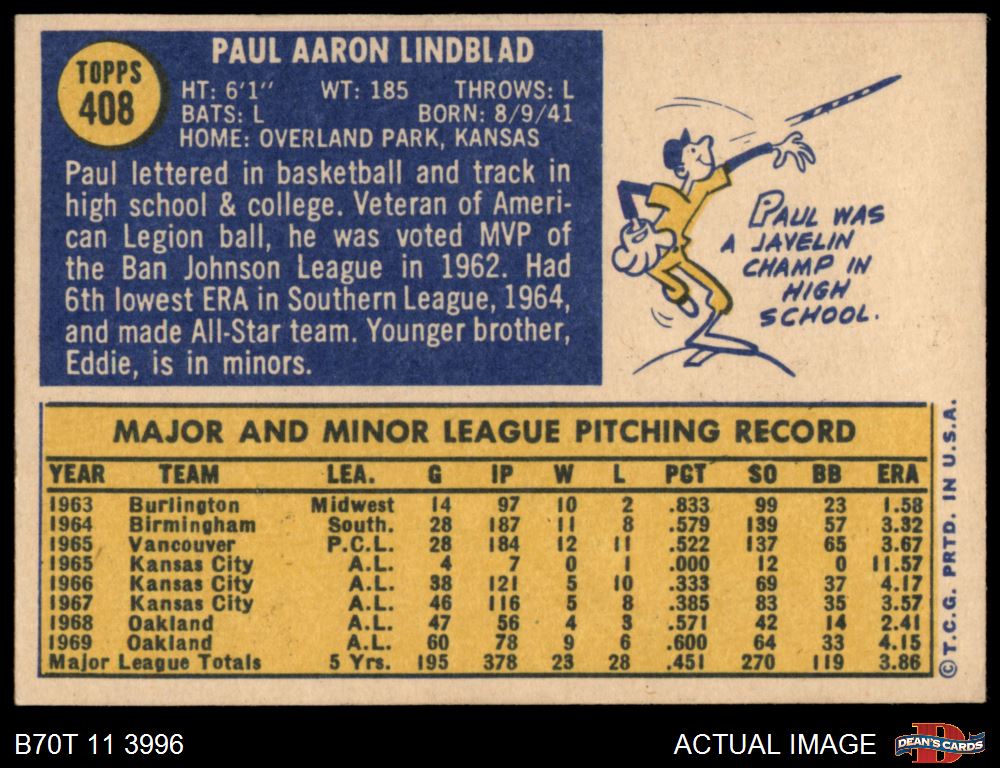 TOPPS
408
PAUL AARON LINDBLAD
HT: 6'1" WT: 185 THROWS: L
BATS: L BORN: 8/9/41
HOME: OVERLAND PARK, KANSAS
Paul lettered in basketball and track in
high school & college. Veteran of Ameri-
can Legion ball, he was voted MVP of
the Ban Johnson League in 1962. Had
6th lowest ERA in Southern League, 1964,
and made All-Star team. Younger brother,
Eddie, is in minors.
PAUL WAS
A JAVELIN
CHAMP IN
HIGH
SCHOOL.
MAJOR AND MINOR LEAGUE PITCHING RECORD
YEAR TEAM LEA. G IP W L PCT SO BB ERA
1963 Burlington Midwest 14 97 10 2 .833 99 23 1.58
1964 Birmingham South. 28 187 11 8 .579 139 57 3.32
1965 Vancouver P.C.L. 28 184 12 11 .522 137 65 3.67
1965 Kansas City A.L. 4 7 0 1 .000 12 0 11.57
1966 Kansas City A.L. 38 121 5 10 .333 69 37 4.17
1967 Kansas City A.L. 46 116 5 8 .385 83 35 3.57
1968 Oakland A.L. 47 56 4 3 .571 42 14 2.41
1969 Oakland A.L. 60 78 9 6 .600 64 33 4.15
Major League Totals 5 Yrs. 195 378 23 28 .451 270 119 3.86
©T.C.G. PRTD. IN U.S.A.
B70T 11 3996
ACTUAL IMAGE
D
DEAN'S CARDS